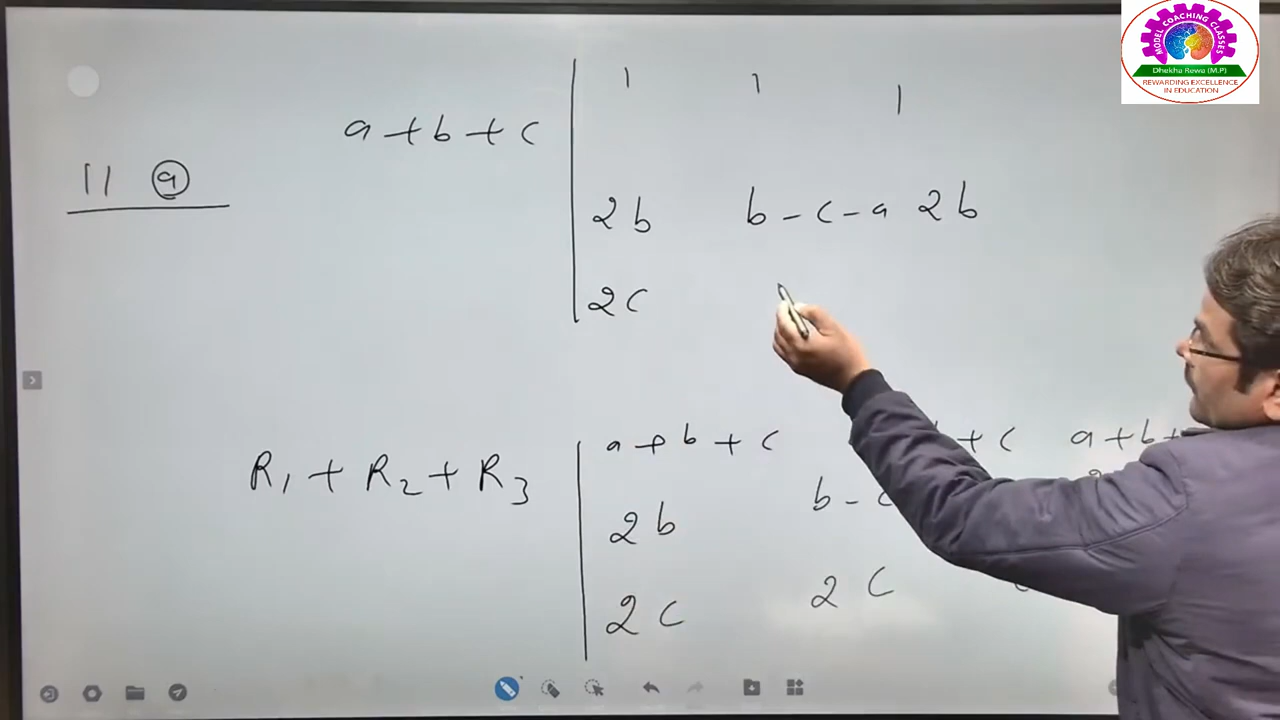 MODEL COACHING CLASSES
Dhekha Rewa (M.P)
REWARDING EXCELLENCE
IN EDUCATION
1 1 1
a + b + c
11 a
2b b - c - a 2b
2c
a + b + c + c a + b +
R1 + R2 + R3
b -
2b
2c 2c